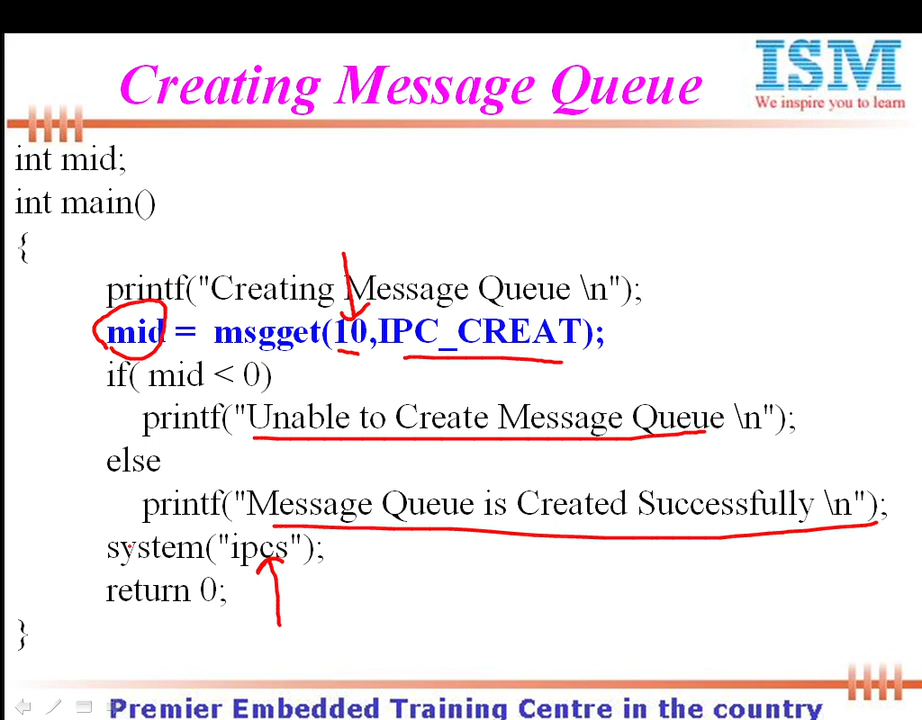 Creating Message Queue
ISM
We inspire you to learn
int mid;
int main()
{
printf("Creating Message Queue \n");
mid = msgget(10,IPC_CREAT);
if( mid < 0)
printf("Unable to Create Message Queue \n");
else
printf("Message Queue is Created Successfully \n");
system("ipcs");
return 0;
}
Premier Embedded Training Centre in the country